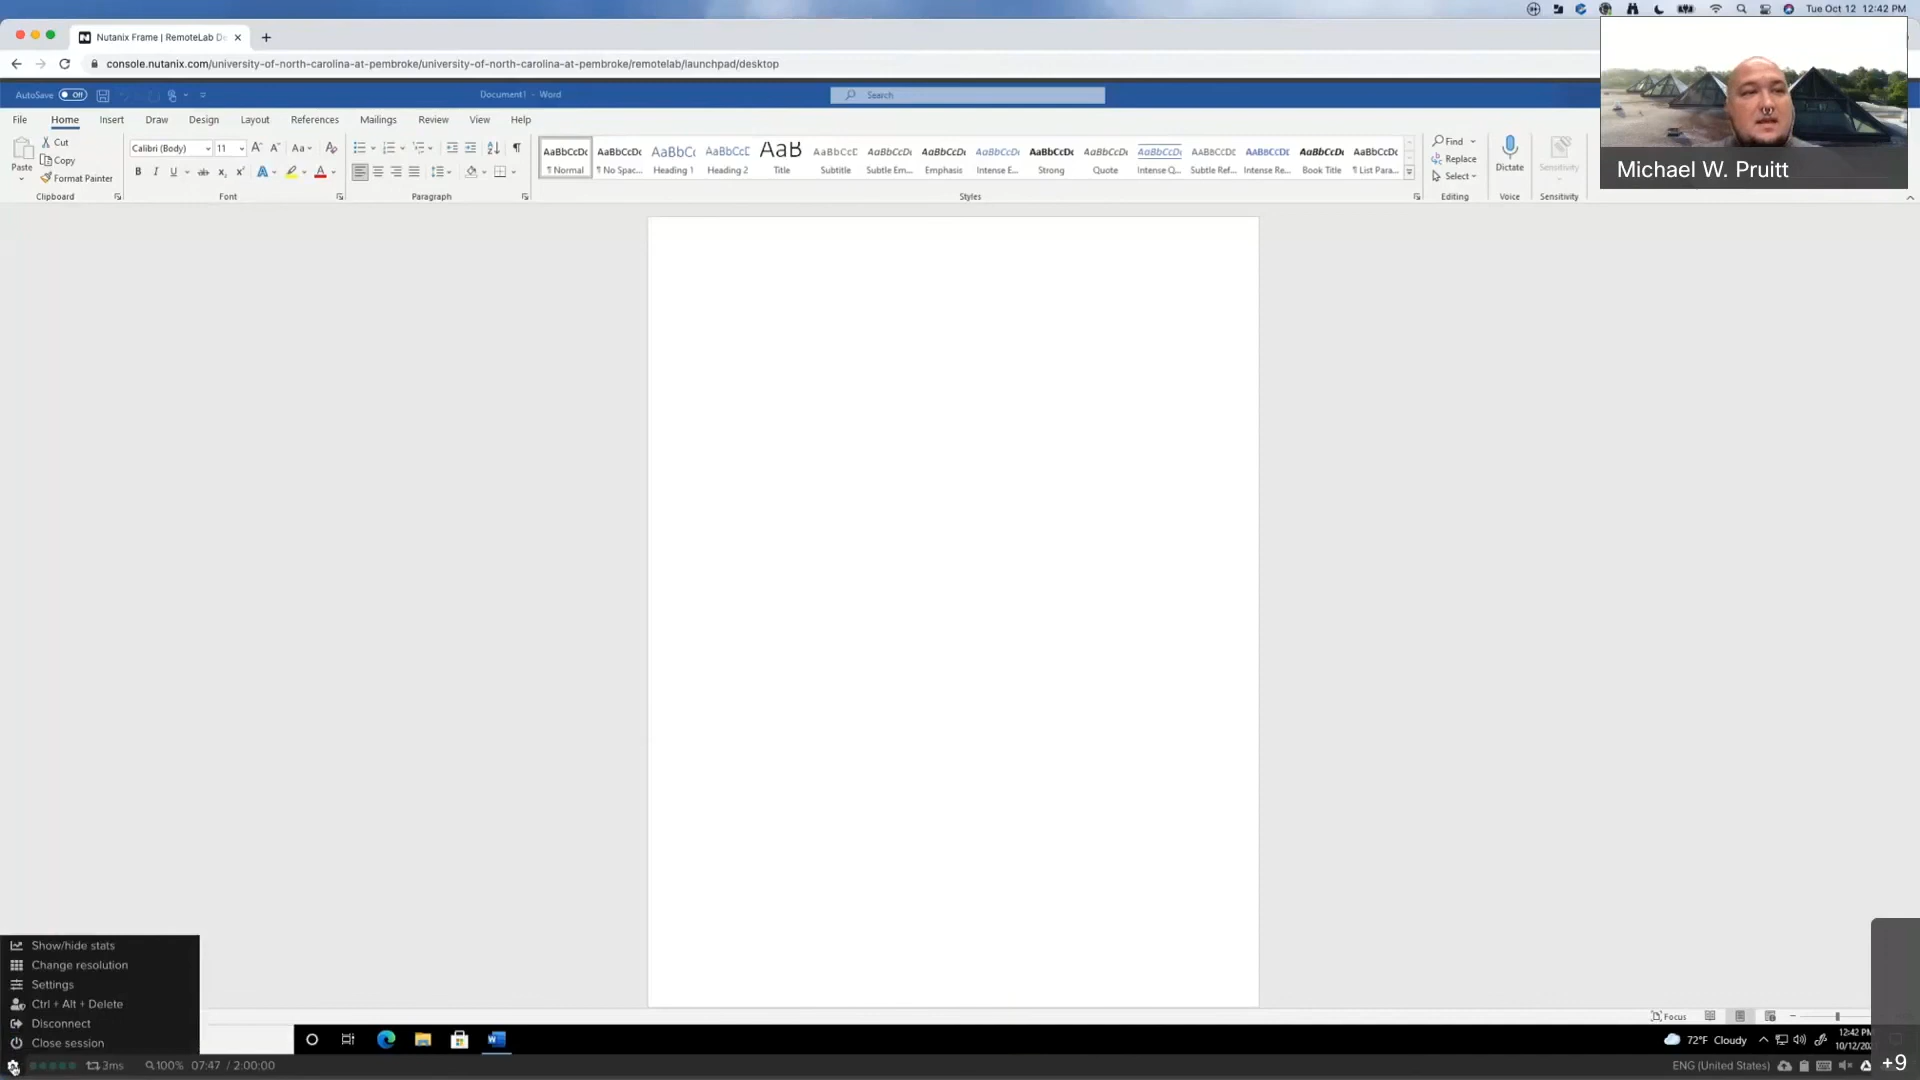 Tue Oct 12 12:42 PM
Nutanix Frame | RemoteLab De
console.nutanix.com/university-of-north-carolina-at-pembroke/university-of-north-carolina-at-pembroke/remotelab/launchpad/desktop
AutoSave Off Document1 - Word Search
File Home Insert Draw Design Layout References Mailings Review View Help
Paste Cut Copy Format Painter
Clipboard
Calibri (Body) 11 Aa
B I U ab X₂ X² A A
Font
Paragraph
AaBbCcDc AaBbCcDc AaBbCc AaBbCcD AaB AaBbCcD AaBbCcDc AaBbCcDc AaBbCcDc AaBbCcDc AaBbCcDc AaBbCcDc AaBbCcDc AaBbCcDc AaBbCcDc AaBbCcDc
¶ Normal ¶ No Spac... Heading 1 Heading 2 Title Subtitle Subtle Em... Emphasis Intense E... Strong Quote Intense Q... Subtle Ref... Intense Re... Book Title ¶ List Para...
Styles
Find
Replace
Select
Editing
Dictate
Voice
Sensitivity
Sensitivity
Michael W. Pruitt
Show/hide stats
Change resolution
Settings
Ctrl + Alt + Delete
Disconnect
Close session
Focus
72°F Cloudy
12:42 PM
10/12/20
3ms 100% 07:47 / 2:00:00
ENG (United States)
+9